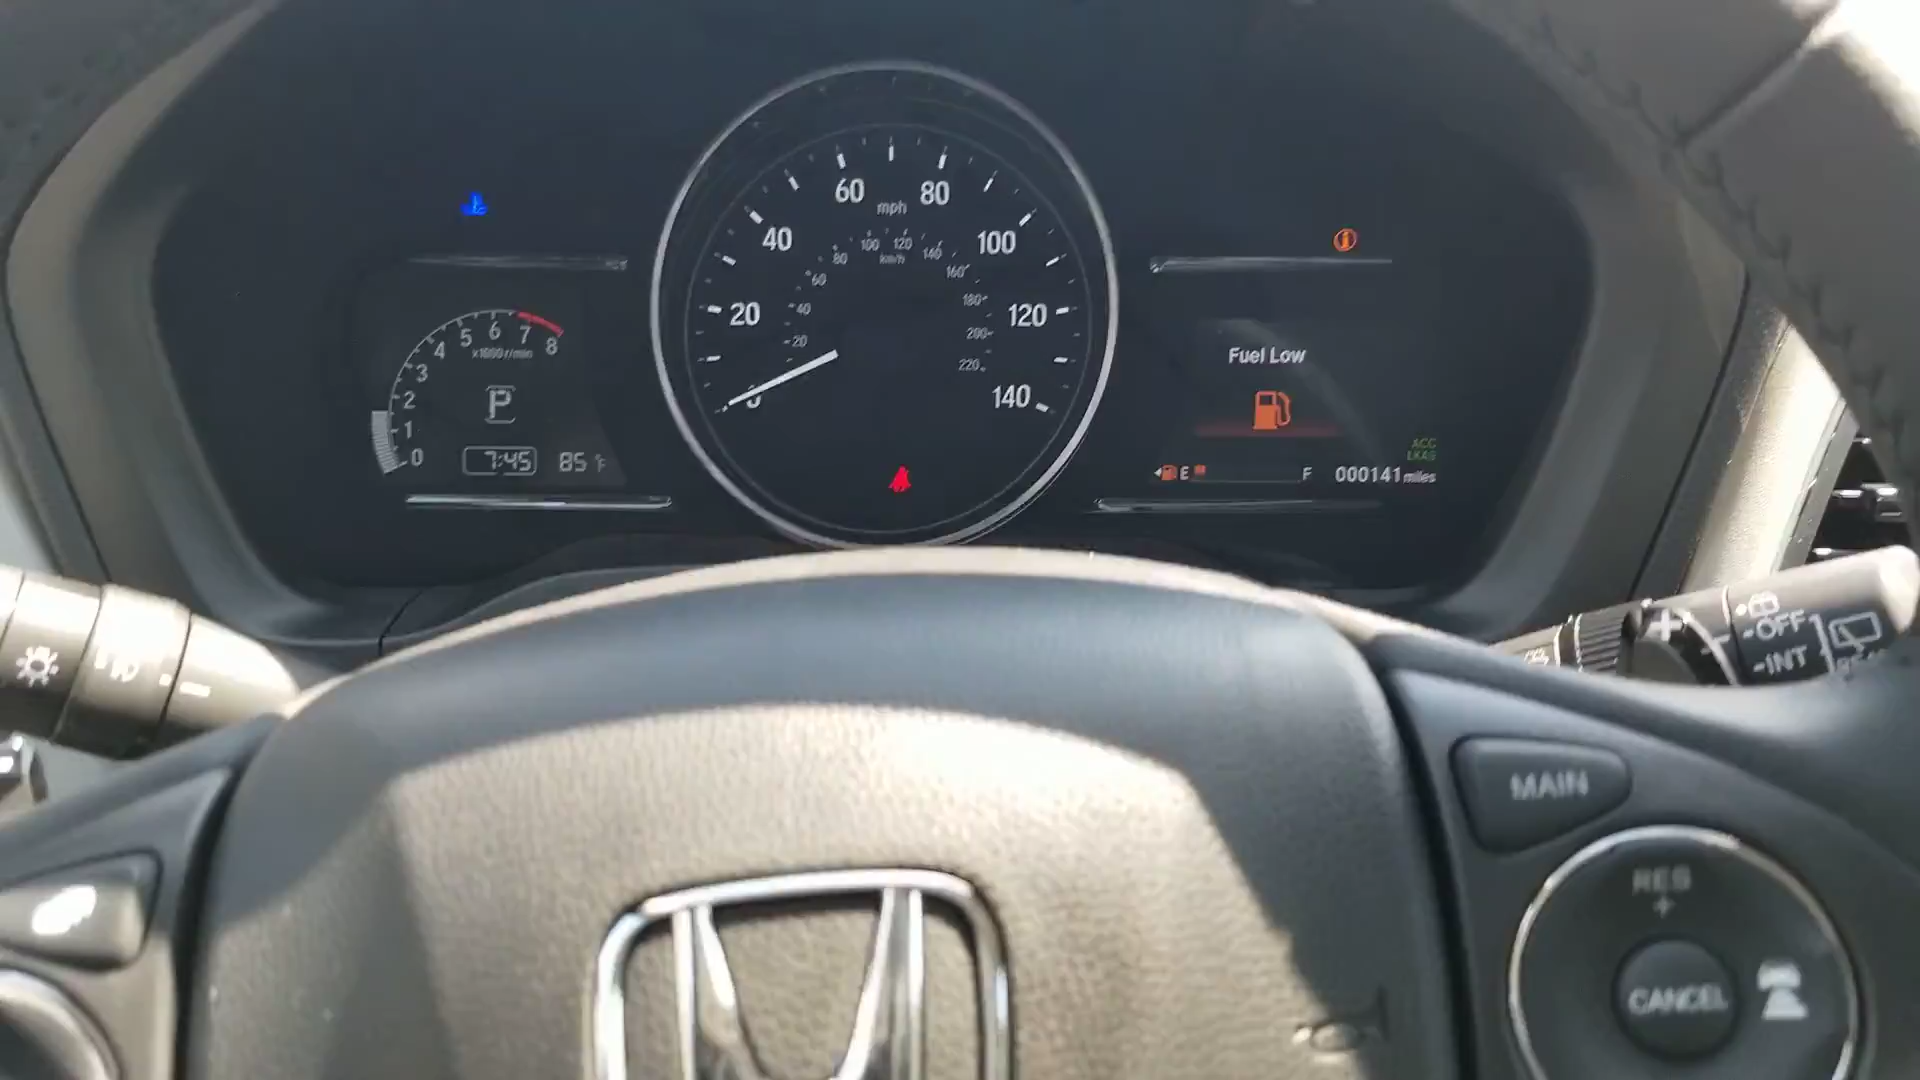 60 80
mph
40 100
20 120
0 140
100 120
80 km/h 140
60 160
40 180
20 200
220
5 6 7 8
4 x1000 r/min
3
2
1
0
P
7:45 85°F
Fuel Low
ACC
LKAS
E F 000141 miles
OFF
INT
MAIN
RES
+
CANCEL